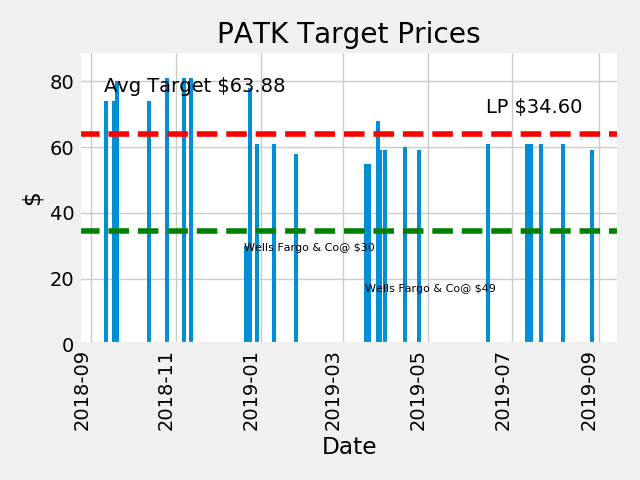 PATK Target Prices
Avg Target $63.88
LP $34.60
Wells Fargo & Co@ $30
Wells Fargo & Co@ $49
$
80
60
40
20
0
2018-09
2018-11
2019-01
2019-03
2019-05
2019-07
2019-09
Date